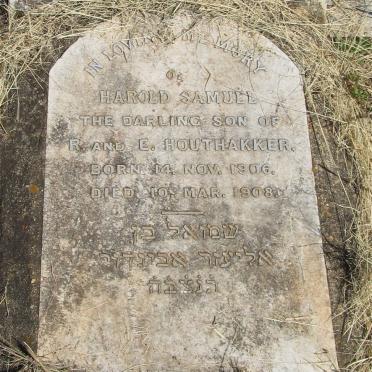 IN LOVING MEMORY
OF
HAROLD SAMUEL
THE DARLING SON OF
R. AND E. HOUTHAKKER.
BORN 14. NOV. 1906.
DIED 10. MAR. 1908.
שמואל בן
אליעזר אביגדור
תנצבה